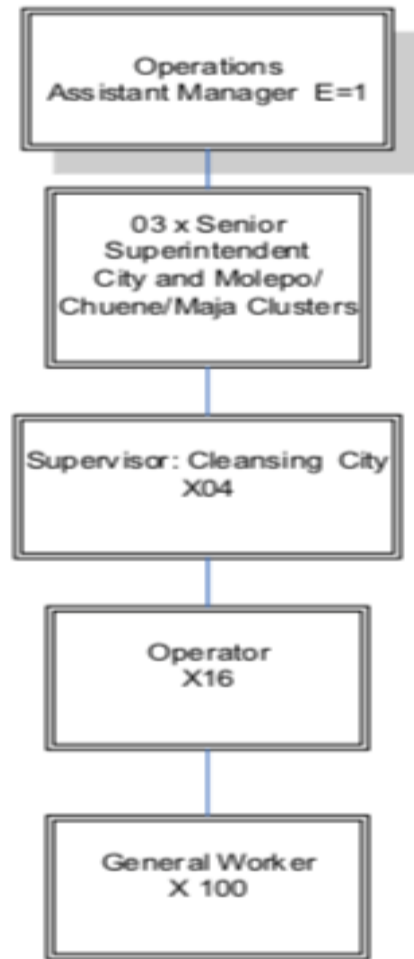 Operations
Assistant Manager E=1
03 x Senior
Superintendent
City and Molepo/
Chuene/Maja Clusters
Supervisor: Cleansing City
X04
Operator
X16
General Worker
X 100